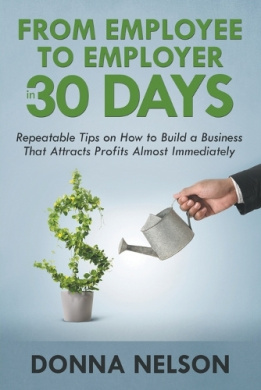 FROM EMPLOYEE
TO EMPLOYER
in 30 DAYS
Repeatable Tips on How to Build a Business
That Attracts Profits Almost Immediately
DONNA NELSON